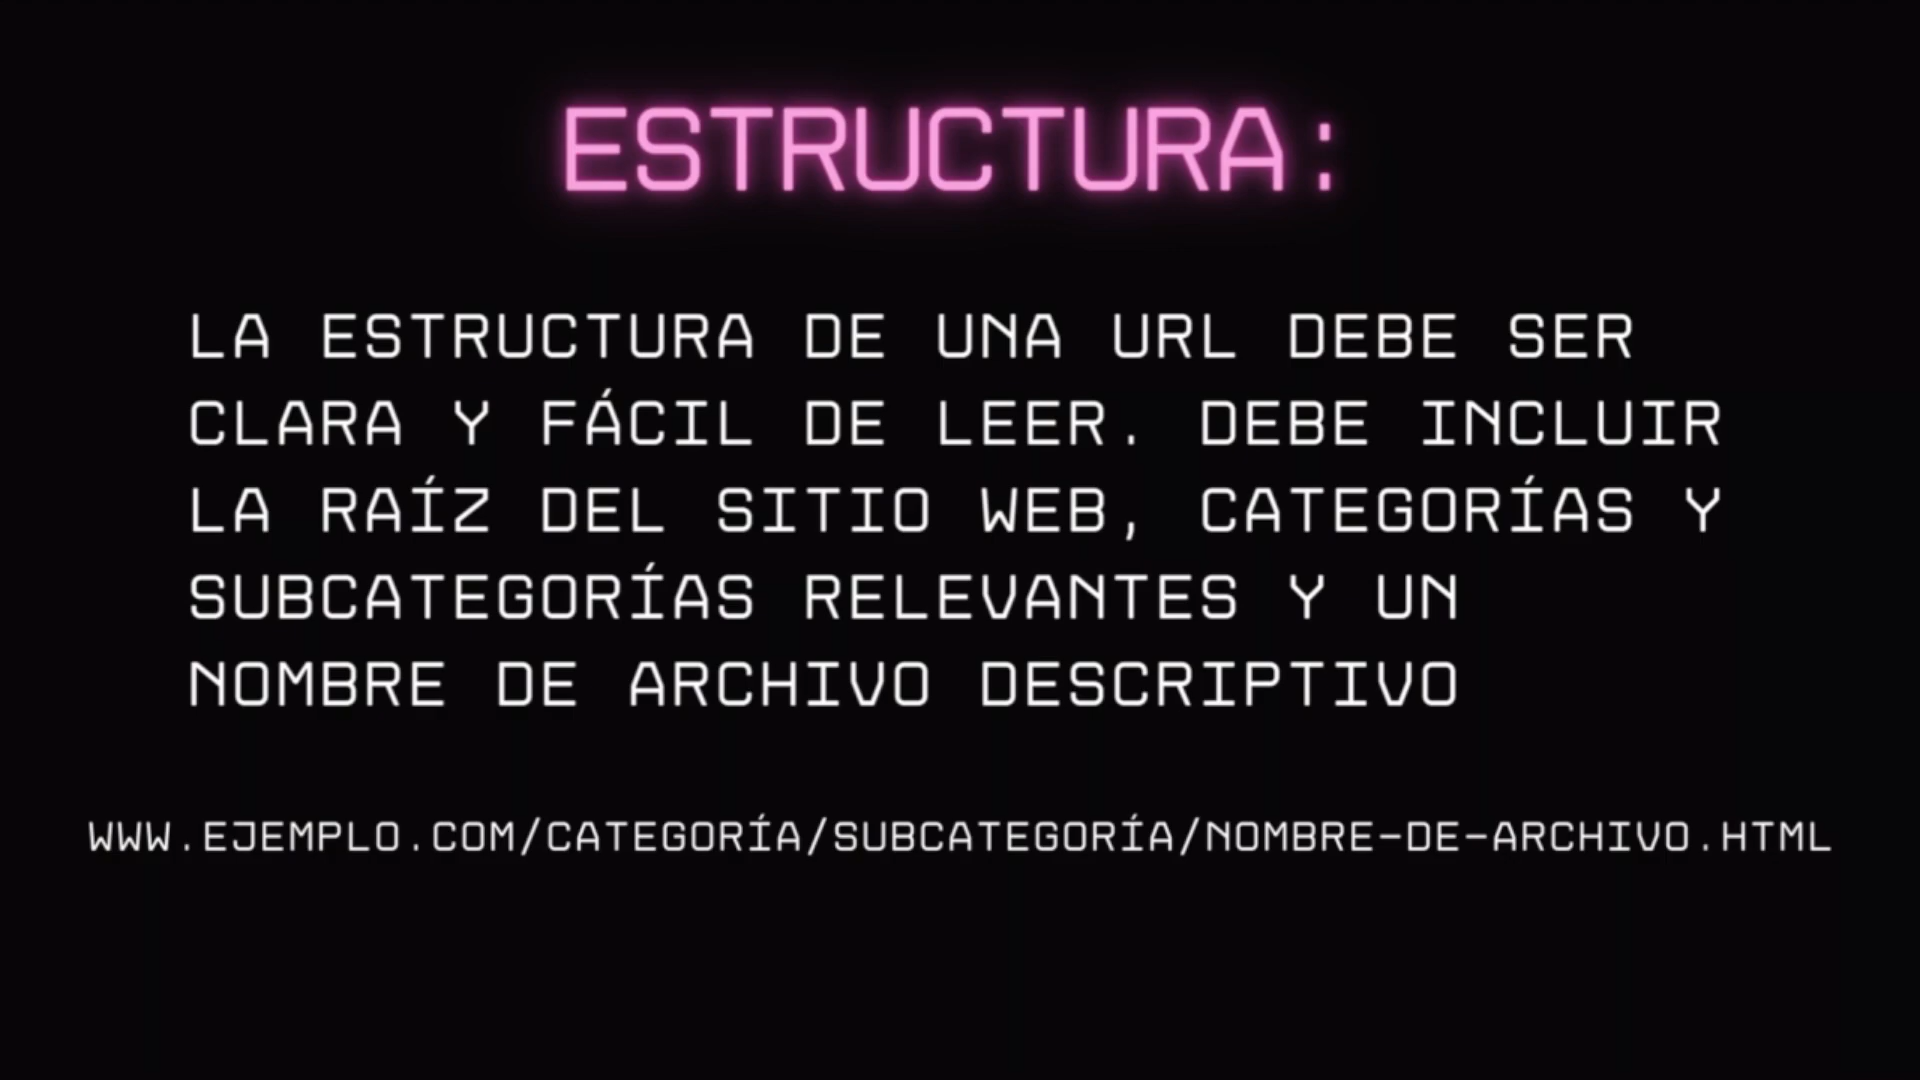 ESTRUCTURA:
LA ESTRUCTURA DE UNA URL DEBE SER
CLARA Y FÁCIL DE LEER. DEBE INCLUIR
LA RAÍZ DEL SITIO WEB, CATEGORÍAS Y
SUBCATEGORÍAS RELEVANTES Y UN
NOMBRE DE ARCHIVO DESCRIPTIVO
WWW.EJEMPLO.COM/CATEGORÍA/SUBCATEGORÍA/NOMBRE-DE-ARCHIVO.HTML